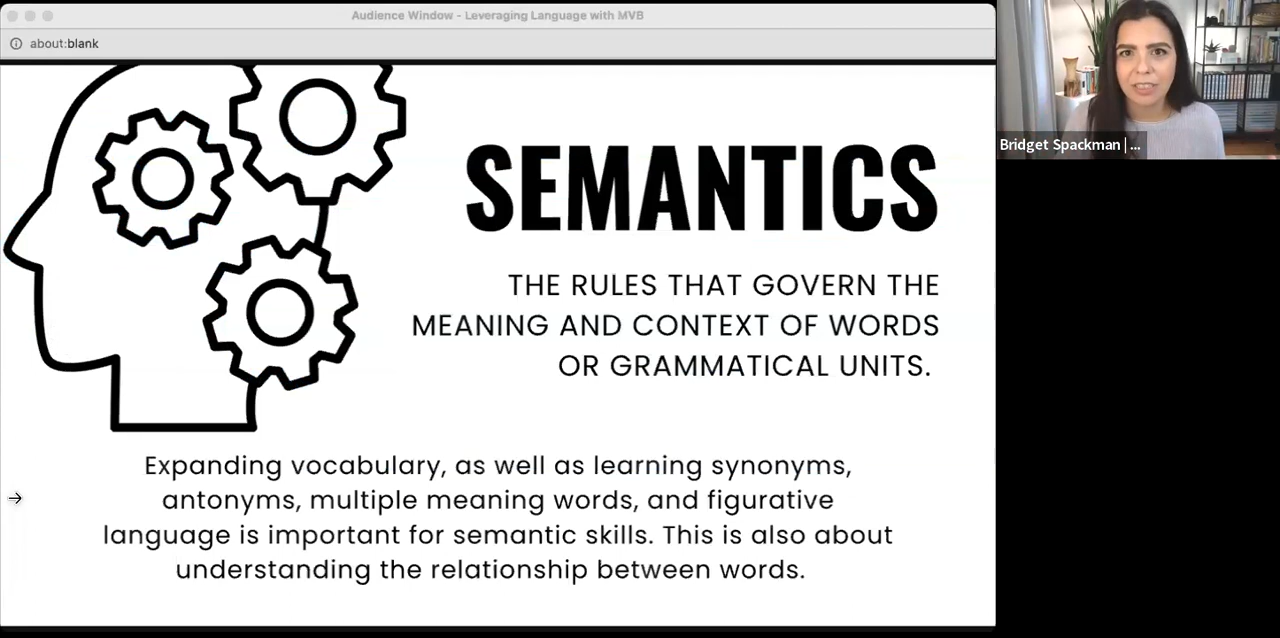 Audience Window - Leveraging Language with MVB
about:blank
Bridget Spackman | ...
SEMANTICS
THE RULES THAT GOVERN THE
MEANING AND CONTEXT OF WORDS
OR GRAMMATICAL UNITS.
Expanding vocabulary, as well as learning synonyms,
antonyms, multiple meaning words, and figurative
language is important for semantic skills. This is also about
understanding the relationship between words.